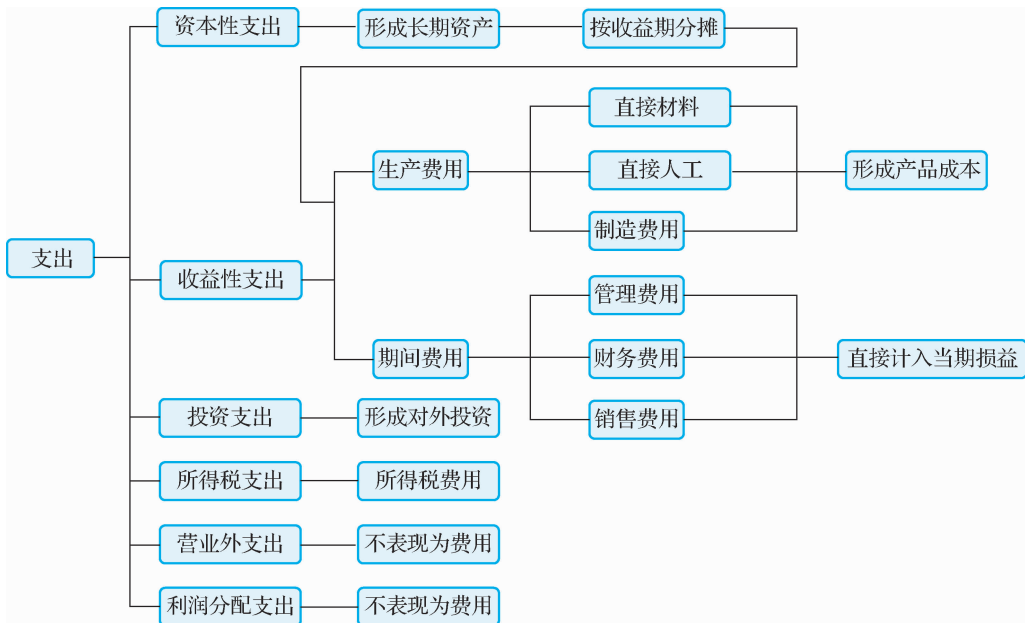 资本性支出
形成长期资产
按收益期分摊
直接材料
生产费用
直接人工
形成产品成本
制造费用
支出
收益性支出
管理费用
期间费用
财务费用
直接计入当期损益
销售费用
投资支出
形成对外投资
所得税支出
所得税费用
营业外支出
不表现为费用
利润分配支出
不表现为费用